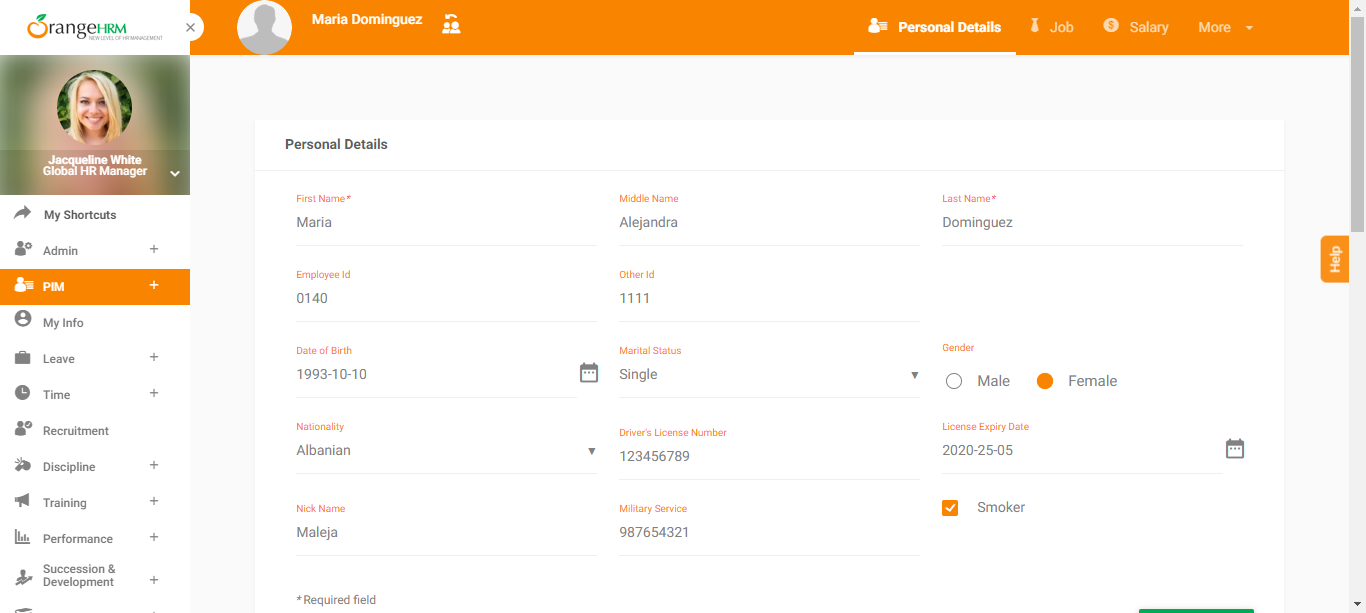 OrangeHRM
NEW LEVEL OF HR MANAGEMENT
Maria Dominguez
Personal Details
Job
Salary
More
Jacqueline White
Global HR Manager
My Shortcuts
Admin
PIM
My Info
Leave
Time
Recruitment
Discipline
Training
Performance
Succession &
Development
Personal Details
First Name*
Maria
Middle Name
Alejandra
Last Name*
Dominguez
Employee Id
0140
Other Id
1111
Date of Birth
1993-10-10
Marital Status
Single
Gender
Male
Female
Nationality
Albanian
Driver's License Number
123456789
License Expiry Date
2020-25-05
Nick Name
Maleja
Military Service
987654321
Smoker
* Required field
Help